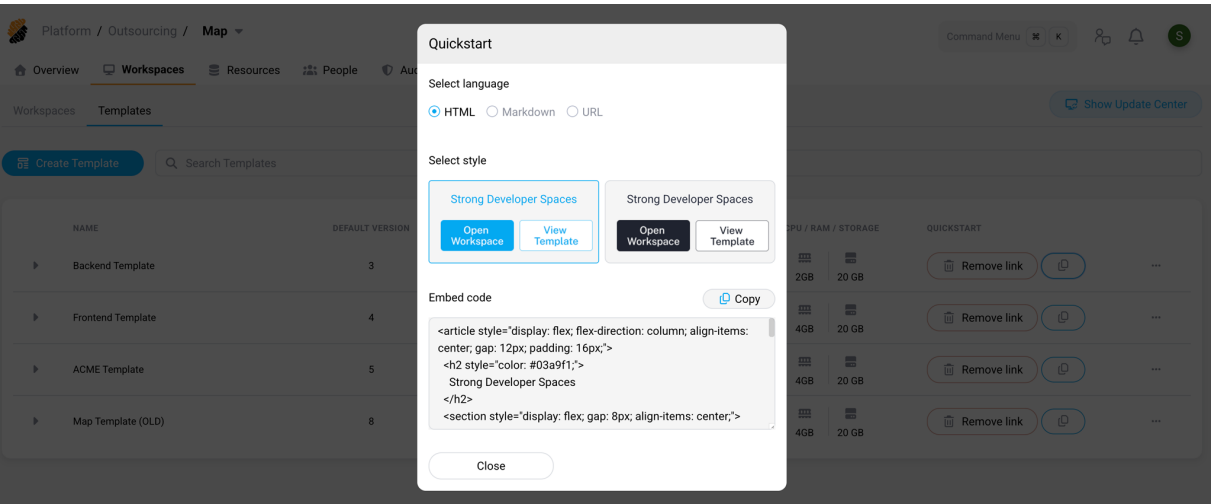 Platform / Outsourcing / Map
Command Menu ⌘ K
S
Overview Workspaces Resources People
Workspaces Templates
Show Update Center
Create Template
Search Templates
NAME DEFAULT VERSION CPU / RAM / STORAGE QUICKSTART
Backend Template 3 2GB 20 GB Remove link ...
Frontend Template 4 4GB 20 GB Remove link ...
ACME Template 5 4GB 20 GB Remove link ...
Map Template (OLD) 8 4GB 20 GB Remove link ...
Quickstart
Select language
HTML Markdown URL
Select style
Strong Developer Spaces
Open
Workspace
View
Template
Strong Developer Spaces
Open
Workspace
View
Template
Embed code
Copy
<article style="display: flex; flex-direction: column; align-items:
center; gap: 12px; padding: 16px;">
<h2 style="color: #03a9f1;">
Strong Developer Spaces
</h2>
<section style="display: flex; gap: 8px; align-items: center;">
Close